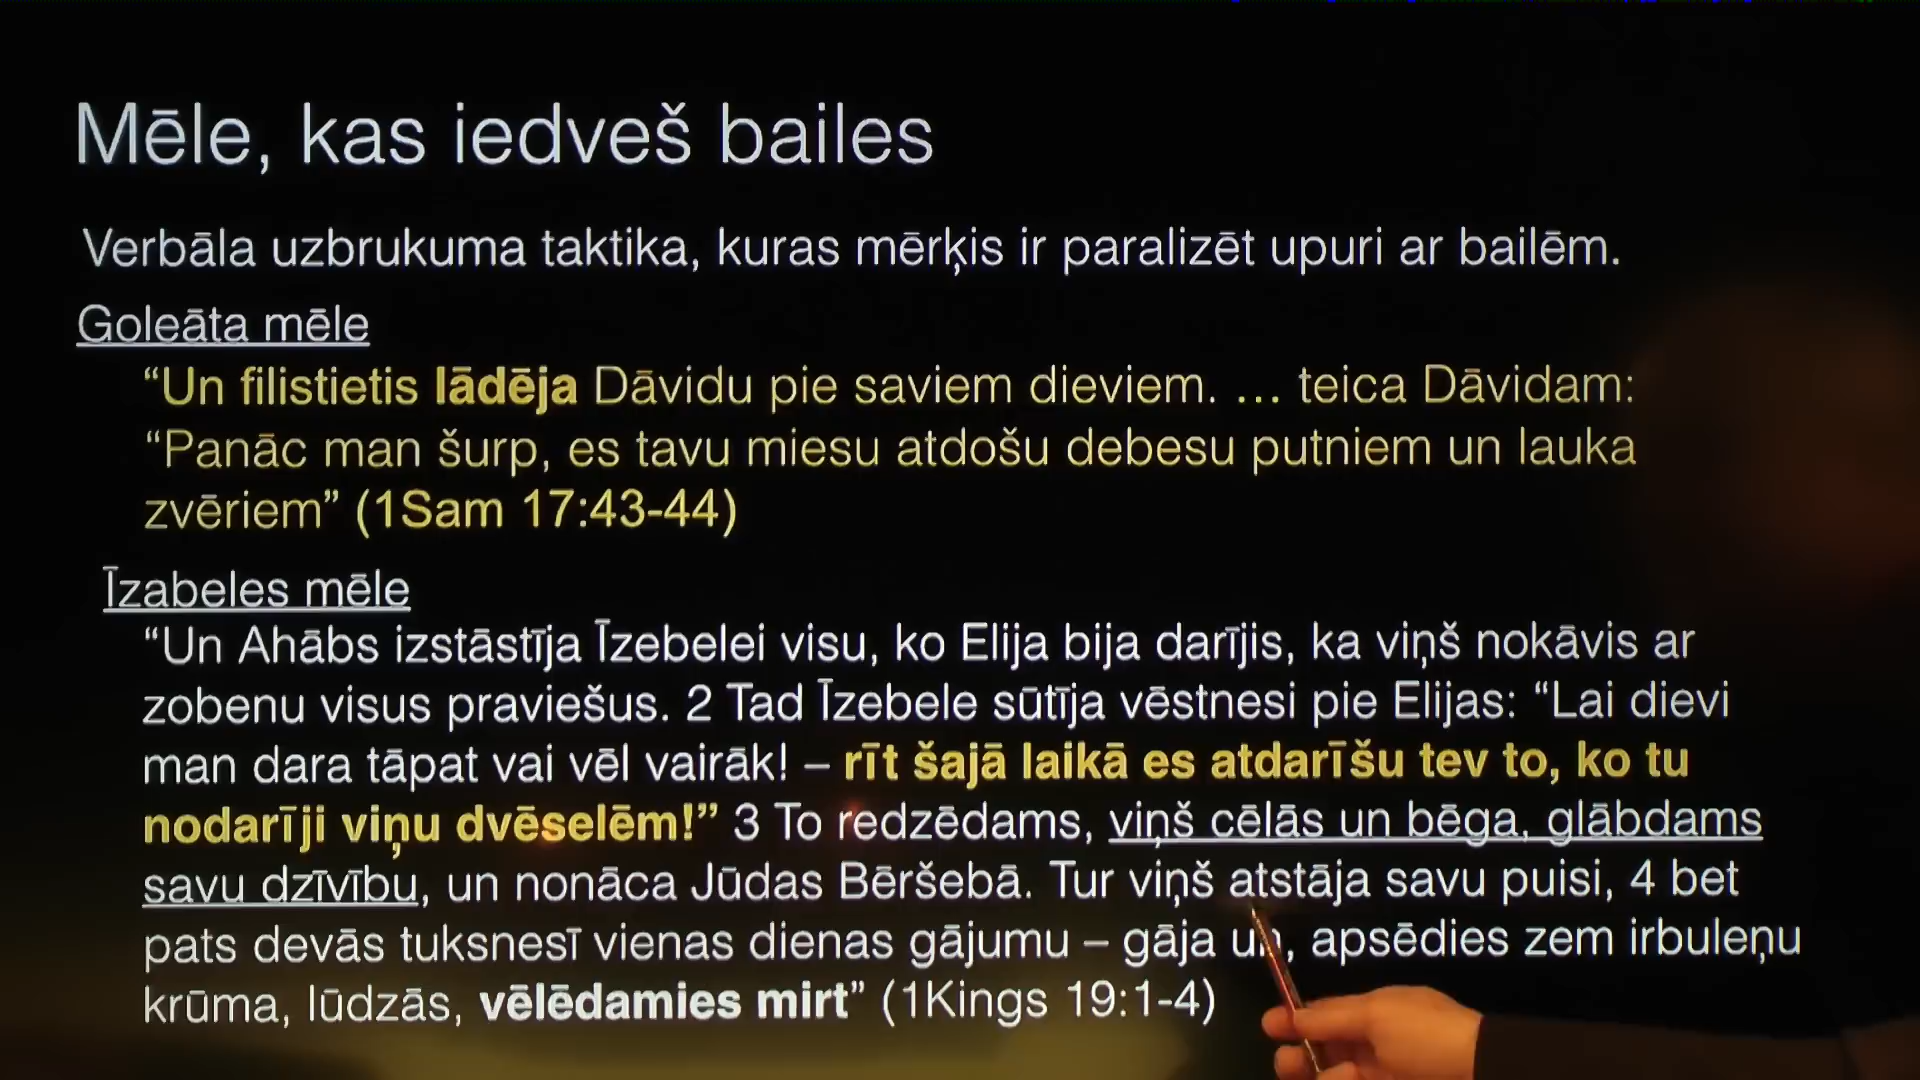 Mēle, kas iedveš bailes
Verbāla uzbrukuma taktika, kuras mērķis ir paralizēt upuri ar bailēm.
Goleāta mēle
“Un filistietis lādēja Dāvidu pie saviem dieviem. … teica Dāvidam:
“Panāc man šurp, es tavu miesu atdošu debesu putniem un lauka
zvēriem” (1Sam 17:43-44)
Īzabeles mēle
“Un Ahābs izstāstīja Īzebelei visu, ko Elija bija darījis, ka viņš nokāvis ar
zobenu visus praviešus. 2 Tad Īzebele sūtīja vēstnesi pie Elijas: “Lai dievi
man dara tāpat vai vēl vairāk! – rīt šajā laikā es atdarīšu tev to, ko tu
nodarīji viņu dvēselēm!” 3 To redzēdams, viņš cēlās un bēga, glābdams
savu dzīvību, un nonāca Jūdas Bēršebā. Tur viņš atstāja savu puisi, 4 bet
pats devās tuksnesī vienas dienas gājumu – gāja un, apsēdies zem irbuleņu
krūma, lūdzās, vēlēdamies mirt” (1Kings 19:1-4)